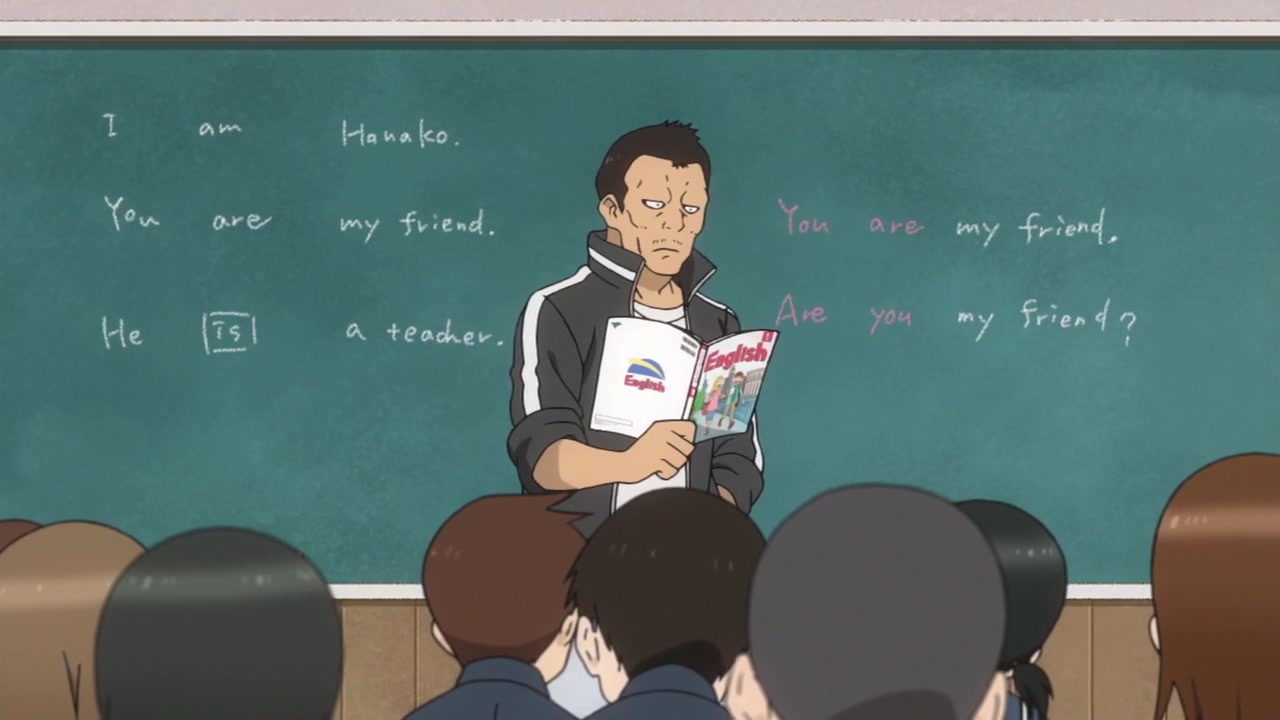 I am Hanako.
You are my friend.
He is a teacher.
You are my friend.
Are you my friend?
English
English